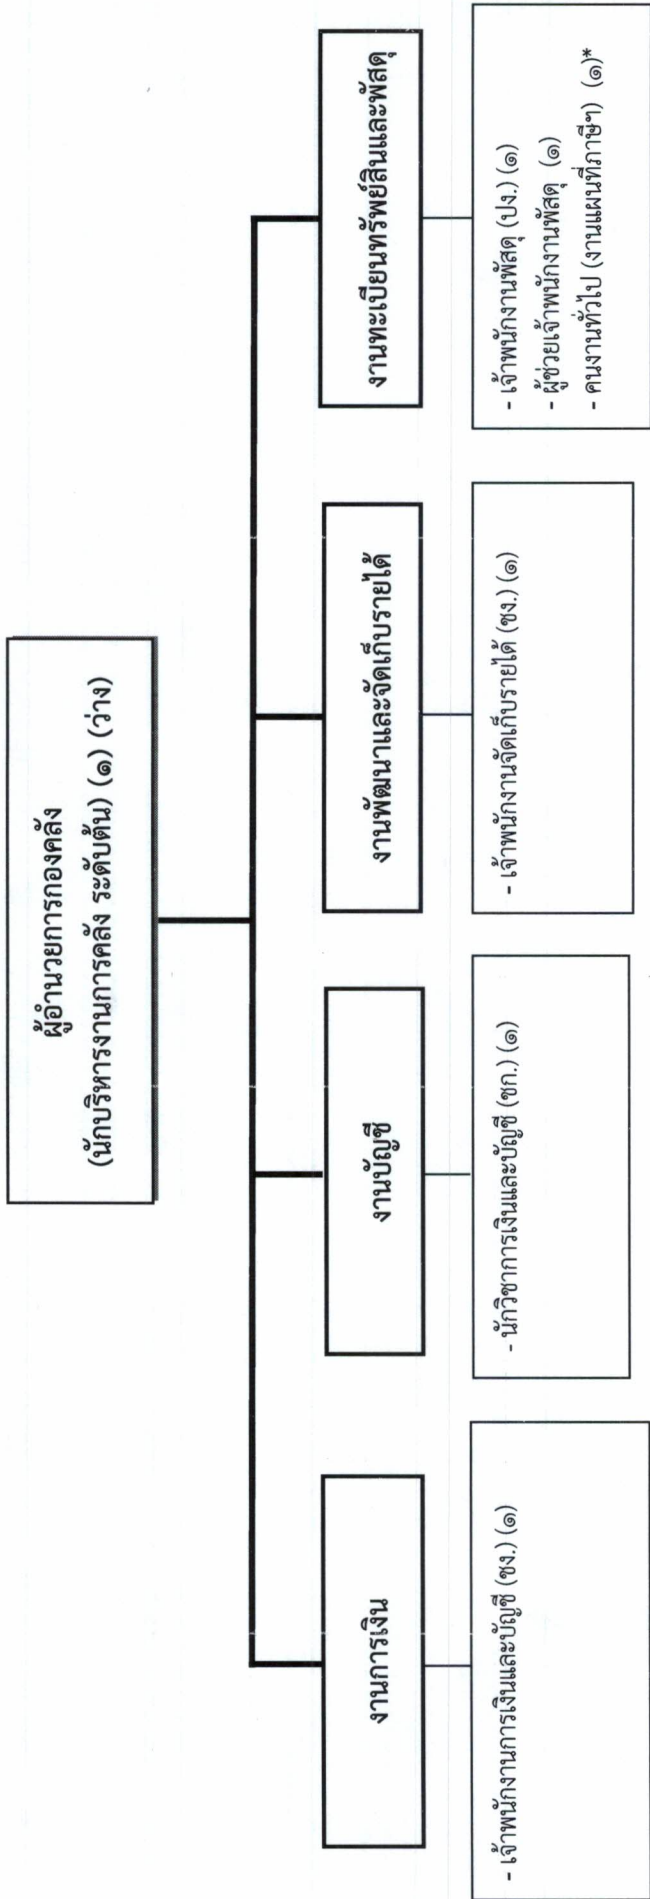 ผู้อำนวยการกองคลัง
(นักบริหารงานการคลัง ระดับต้น) (๑) (ว่าง)
งานการเงิน
- เจ้าพนักงานการเงินและบัญชี (ชง.) (๑)
งานบัญชี
- นักวิชาการเงินและบัญชี (ชก.) (๑)
งานพัฒนาและจัดเก็บรายได้
- เจ้าพนักงานจัดเก็บรายได้ (ชง.) (๑)
งานทะเบียนทรัพย์สินและพัสดุ
- เจ้าพนักงานพัสดุ (ปง.) (๑)
- ผู้ช่วยเจ้าพนักงานพัสดุ (๑)
- คนงานทั่วไป (งานแผนที่ภาษีฯ) (๑)*